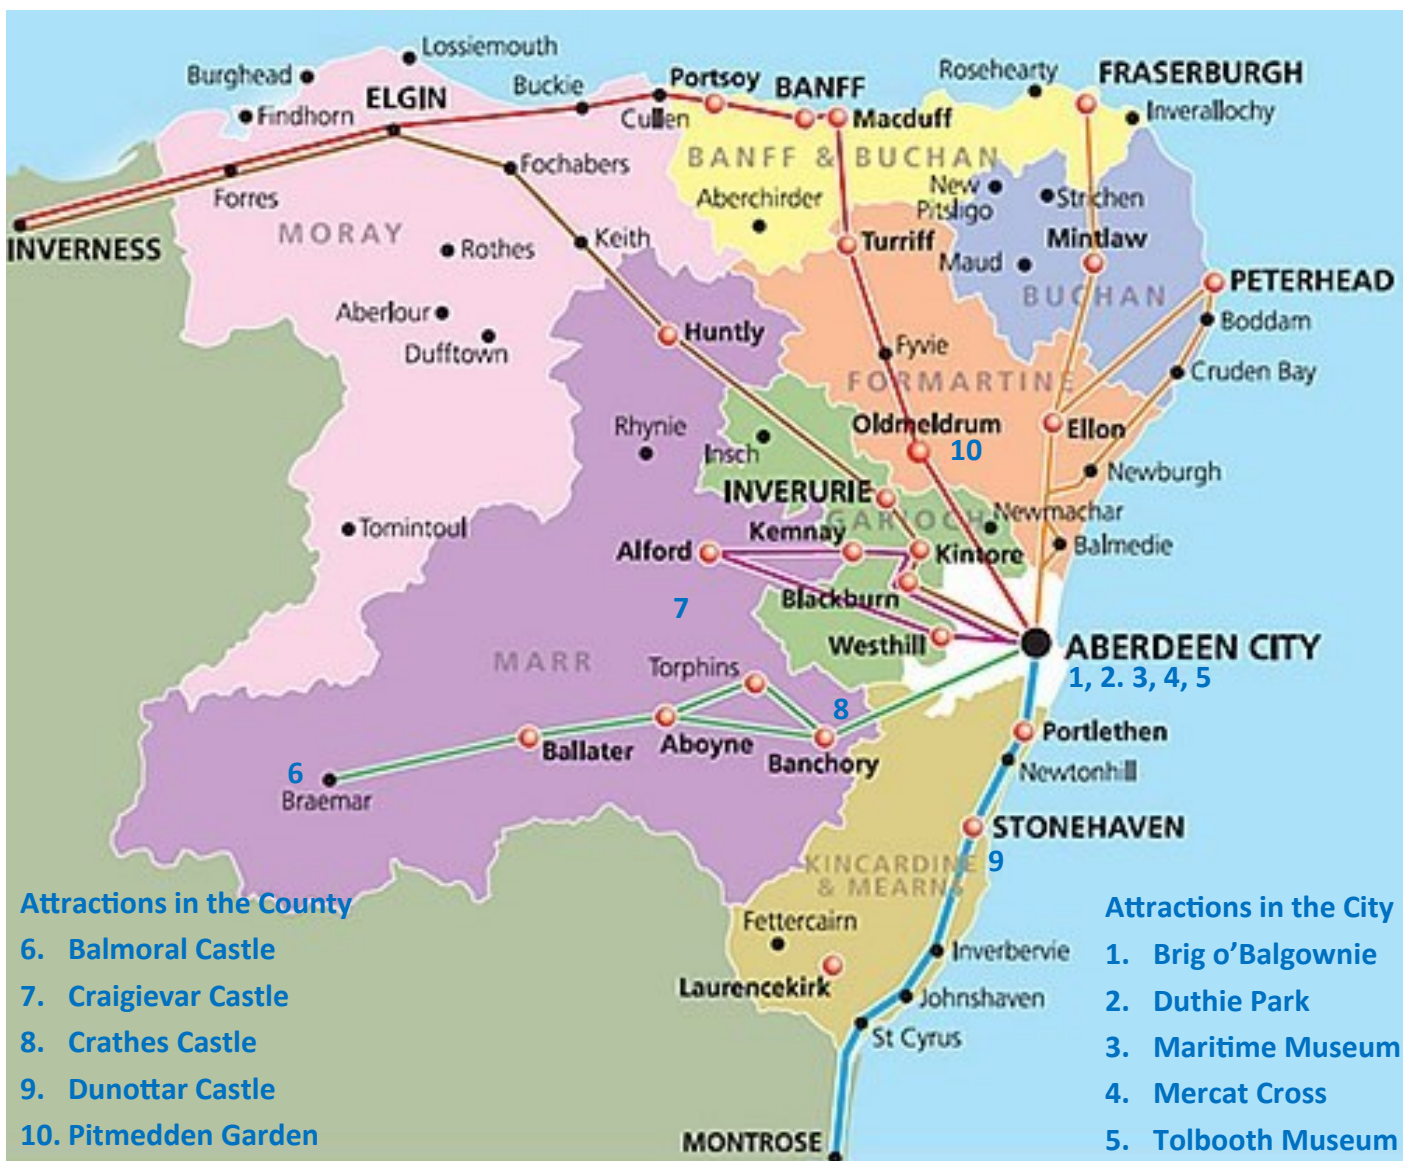 Lossiemouth
Burghead
Findhorn
ELGIN
Buckie
Portsoy
BANFF
Rosehearty
FRASERBURGH
Cullen
Macduff
Inverallochy
BANFF & BUCHAN
Fochabers
Forres
Aberchirder
New
Pitsligo
Strichen
MORAY
Keith
Turriff
Mintlaw
INVERNESS
Rothes
Maud
BUCHAN
PETERHEAD
Aberlour
Boddam
Dufftown
Huntly
Fyvie
Cruden Bay
FORMARTINE
Rhynie
Insch
Oldmeldrum
10
Ellon
Newburgh
INVERURIE
GARIOCH
Newmachar
Tomintoul
Kemnay
Alford
Kintore
Balmedie
7
Blackburn
Westhill
ABERDEEN CITY
1, 2. 3, 4, 5
MARR
Torphins
8
Portlethen
Ballater
Aboyne
Banchory
6
Braemar
Newtonhill
STONEHAVEN
KINCARDINE
& MEARNS
9
Fettercairn
Inverbervie
Laurencekirk
Johnshaven
St Cyrus
MONTROSE
Attractions in the County
6. Balmoral Castle
7. Craigievar Castle
8. Crathes Castle
9. Dunottar Castle
10. Pitmedden Garden
Attractions in the City
1. Brig o’Balgownie
2. Duthie Park
3. Maritime Museum
4. Mercat Cross
5. Tolbooth Museum